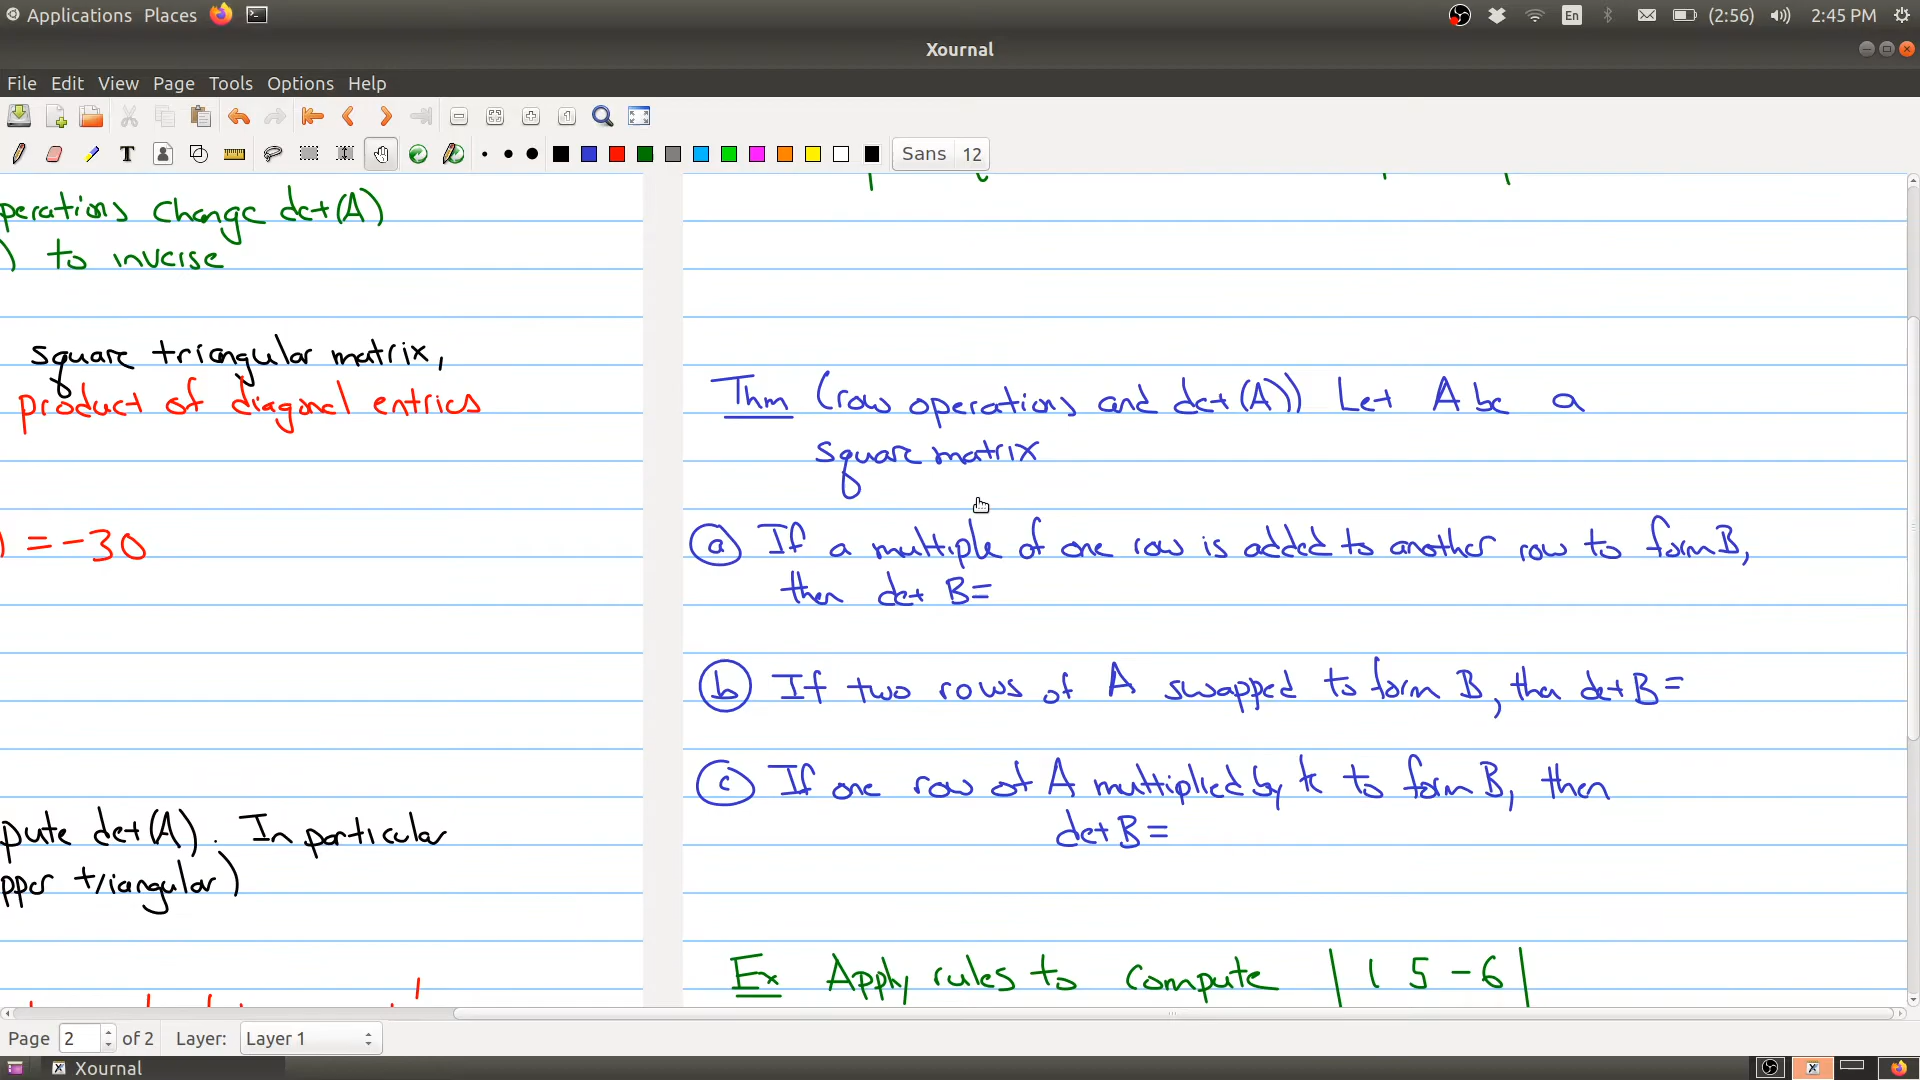 Applications Places
En (2:56) 2:45 PM
Xournal
File Edit View Page Tools Options Help
T Sans 12
perations change det(A)
) to inverse
square triangular matrix,
product of diagonal entries
) = -30
pute det(A). In particular
pper triangular)
Thm (row operations and det(A)) Let A be a
square matrix
(a) If a multiple of one row is added to another row to form B,
then det B=
(b) If two rows of A swapped to form B, then det B=
(c) If one row of A multiplied by k to form B, then
det B=
Ex Apply rules to compute | 1 5 -6 |
Page 2 of 2 Layer: Layer 1
Xournal